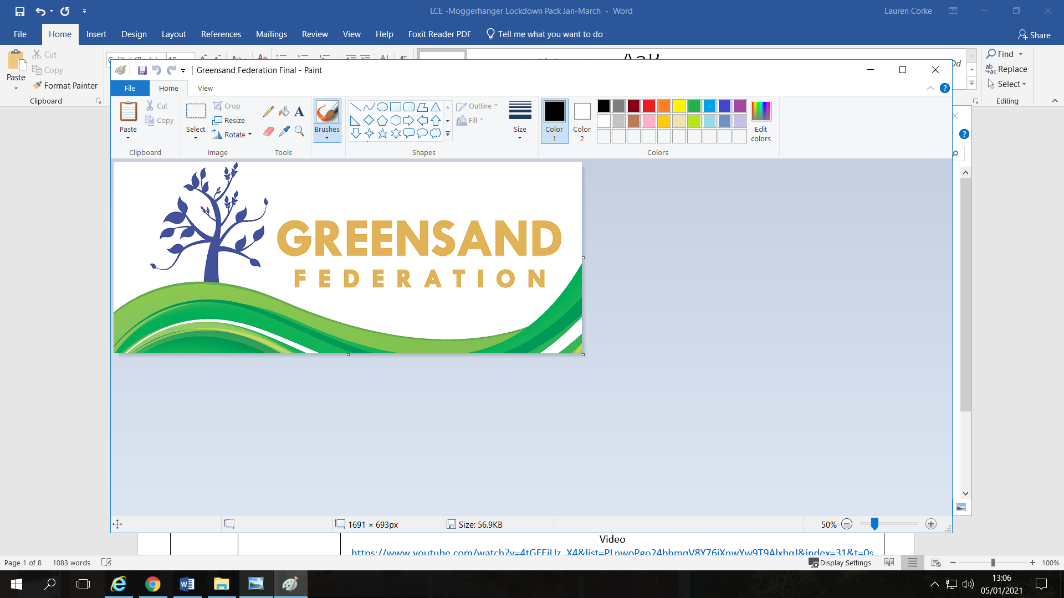 LCE -Moggerhanger Lockdown Pack Jan-March - Word
Lauren Corke
File Home Insert Design Layout References Mailings Review View Help Foxit Reader PDF Tell me what you want to do
Share
Paste
Cut
Copy
Format Painter
Clipboard
Find
Replace
Select
Editing
Greensand Federation Final - Paint
File Home View
Paste
Cut
Copy
Clipboard
Select
Crop
Resize
Rotate
Image
Tools
Brushes
Shapes
Outline
Fill
Size
Color
1
Color
2
Edit
colors
Colors
GREENSAND
FEDERATION
1691 × 693px
Size: 56.9KB
50%
Video
Page 1 of 8 1083 words
Display Settings
100%
13:06
05/01/2021